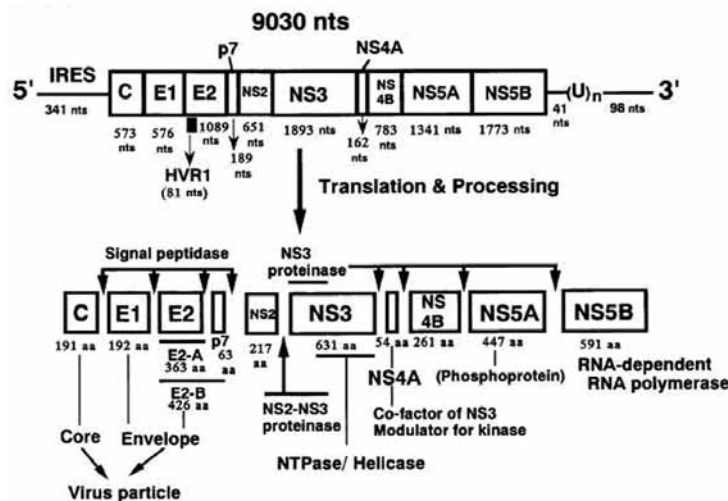 9030 nts
p7
NS4A
5' IRES C E1 E2 NS2 NS3 NS 4B NS5A NS5B (U)n 3'
341 nts
573 nts
576 nts
1089 nts
651 nts
1893 nts
783 nts
1341 nts
1773 nts
41 nts
98 nts
189 nts
162 nts
HVR1
(81 nts)
Translation & Processing
Signal peptidase
NS3
proteinase
C E1 E2 p7 NS2 NS3 NS 4B NS5A NS5B
191 aa
192 aa
E2-A
363 aa
63 aa
217 aa
631 aa
54 aa
261 aa
447 aa
591 aa
E2-B
426 aa
NS4A
(Phosphoprotein)
RNA-dependent
RNA polymerase
NS2-NS3
proteinase
Co-factor of NS3
Modulator for kinase
Core
Envelope
NTPase/ Helicase
Virus particle